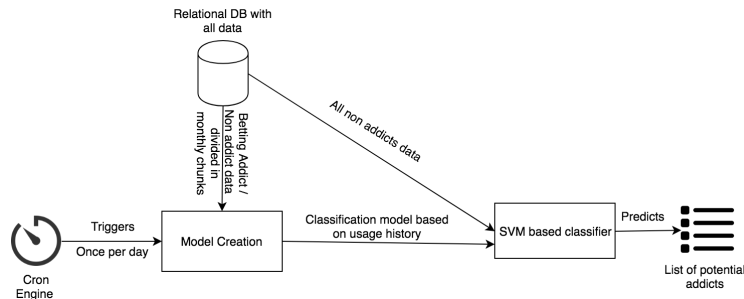 Relational DB with
all data
Betting Addict /
Non addict data
divided in
monthly chunks
All non addicts data
Triggers
Once per day
Model Creation
Classification model based
on usage history
SVM based classifier
Predicts
Cron
Engine
List of potential
addicts